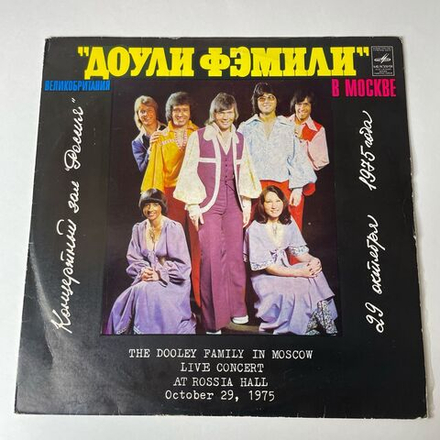 "ДОУЛИ ФЭМИЛИ"
ВЕЛИКОБРИТАНИЯ
В МОСКВЕ
Концертный зал "Россия"
29 октября 1975 года
THE DOOLEY FAMILY IN MOSCOW
LIVE CONCERT
AT ROSSIA HALL
October 29, 1975